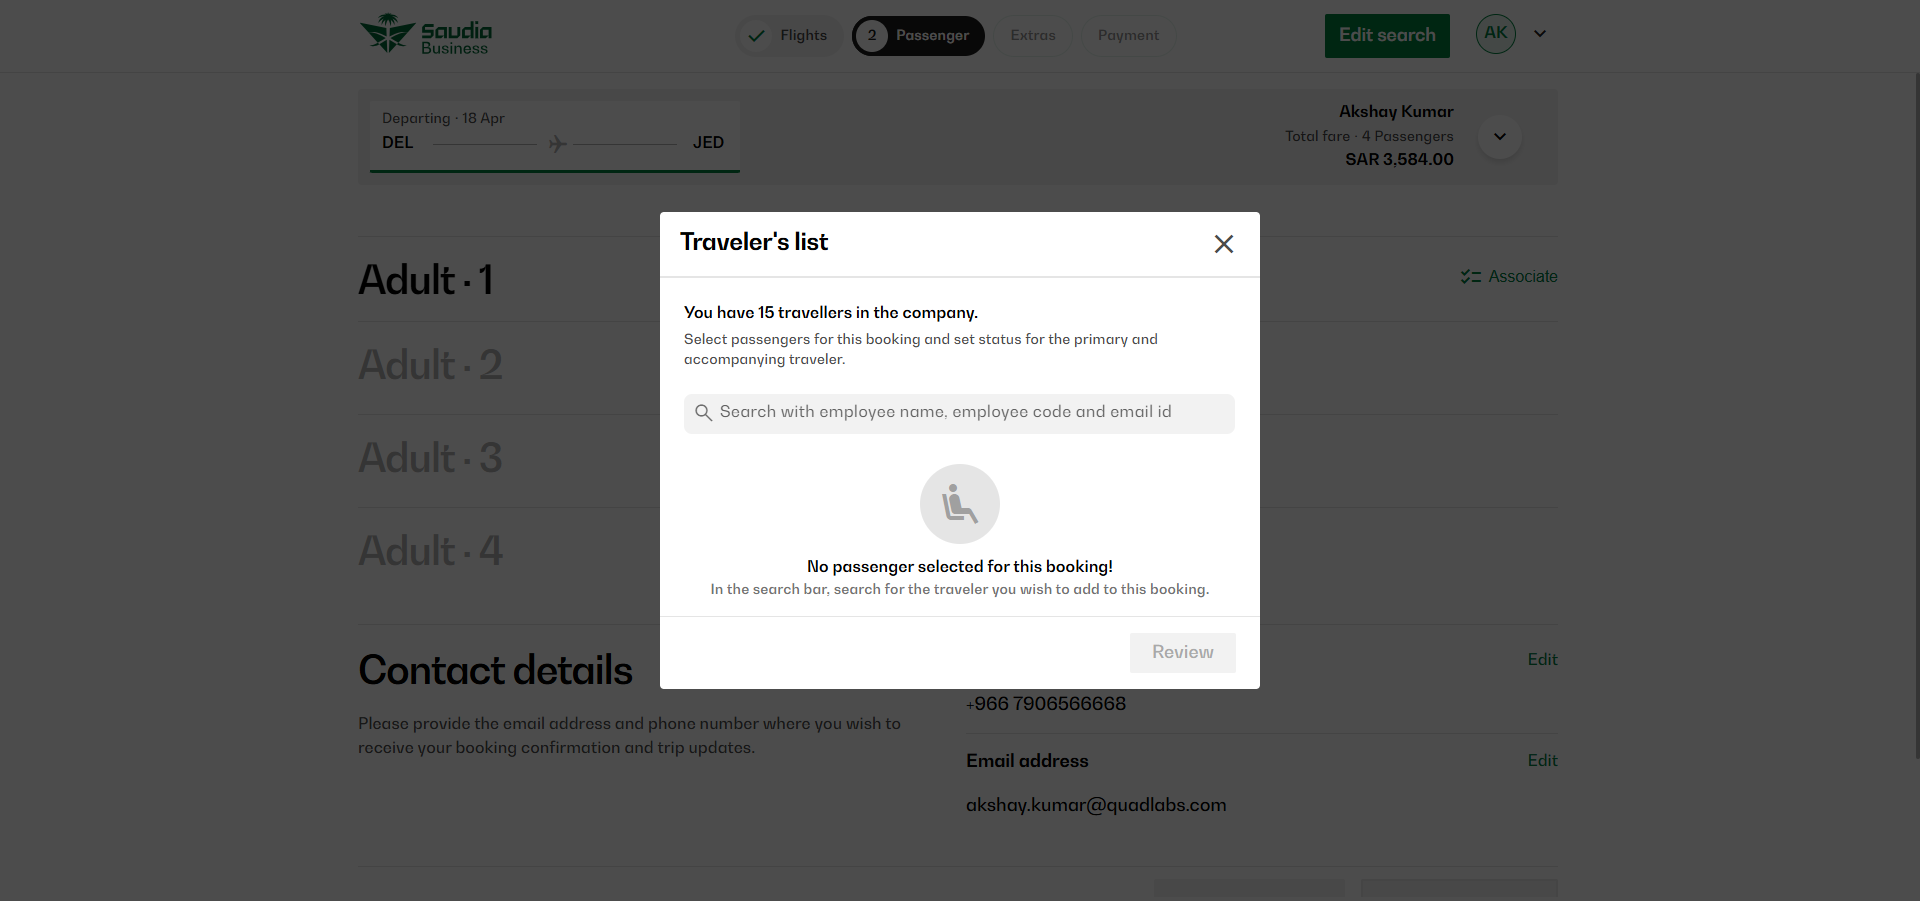 Saudia
Business
Flights
2 Passenger
Extras
Payment
Edit search
AK
Departing · 18 Apr
DEL
JED
Akshay Kumar
Total fare · 4 Passengers
SAR 3,584.00
Traveler's list
You have 15 travellers in the company.
Select passengers for this booking and set status for the primary and
accompanying traveler.
Search with employee name, employee code and email id
No passenger selected for this booking!
In the search bar, search for the traveler you wish to add to this booking.
Review
Adult · 1
Associate
Adult · 2
Adult · 3
Adult · 4
Contact details
Please provide the email address and phone number where you wish to
receive your booking confirmation and trip updates.
Edit
+966 7906566668
Email address
Edit
akshay.kumar@quadlabs.com